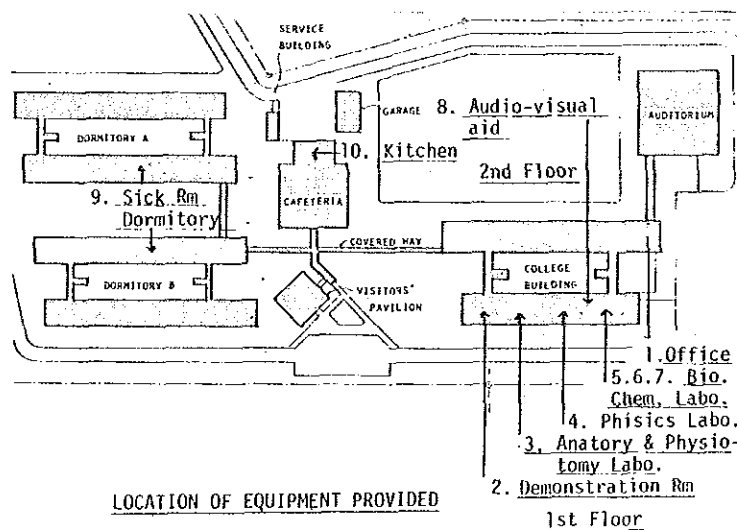 SERVICE
BUILDING
GARAGE
8. Audio-visual
aid
AUDITORIUM
DORMITORY A
10. Kitchen
2nd Floor
9. Sick Rm
Dormitory
CAFETERIA
COVERED WAY
COLLEGE
BUILDING
DORMITORY B
VISITORS'
PAVILION
1.Office
5.6.7. Bio.
Chem. Labo.
4. Phisics Labo.
3. Anatory & Physio-
tomy Labo.
2. Demonstration Rm
LOCATION OF EQUIPMENT PROVIDED
1st Floor